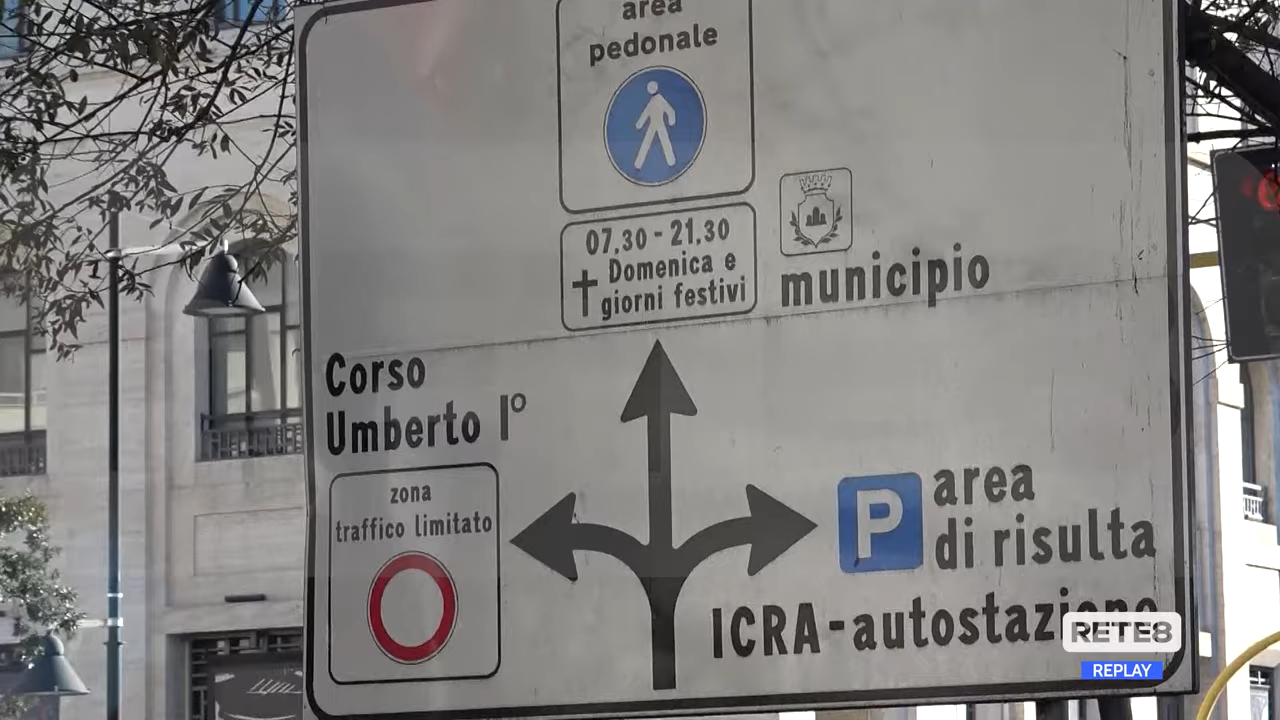 area
pedonale
07.30 - 21.30
Domenica e
giorni festivi
municipio
Corso
Umberto I°
zona
traffico limitato
P
area
di risulta
ICRA-autostazione
RETE8
REPLAY